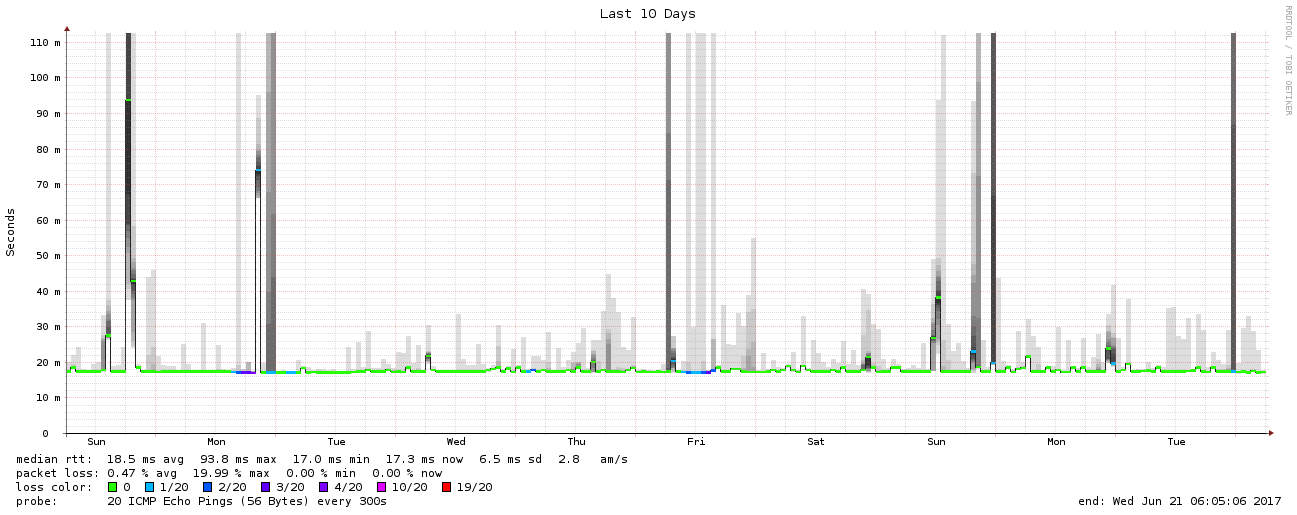 Last 10 Days
RRDTOOL / TOBI OETIKER
Seconds
110 m
100 m
90 m
80 m
70 m
60 m
50 m
40 m
30 m
20 m
10 m
0
Sun Mon Tue Wed Thu Fri Sat Sun Mon Tue
median rtt: 18.5 ms avg 93.8 ms max 17.0 ms min 17.3 ms now 6.5 ms sd 2.8 am/s
packet loss: 0.47 % avg 19.99 % max 0.00 % min 0.00 % now
loss color: 0 1/20 2/20 3/20 4/20 10/20 19/20
probe: 20 ICMP Echo Pings (56 Bytes) every 300s end: Wed Jun 21 06:05:06 2017